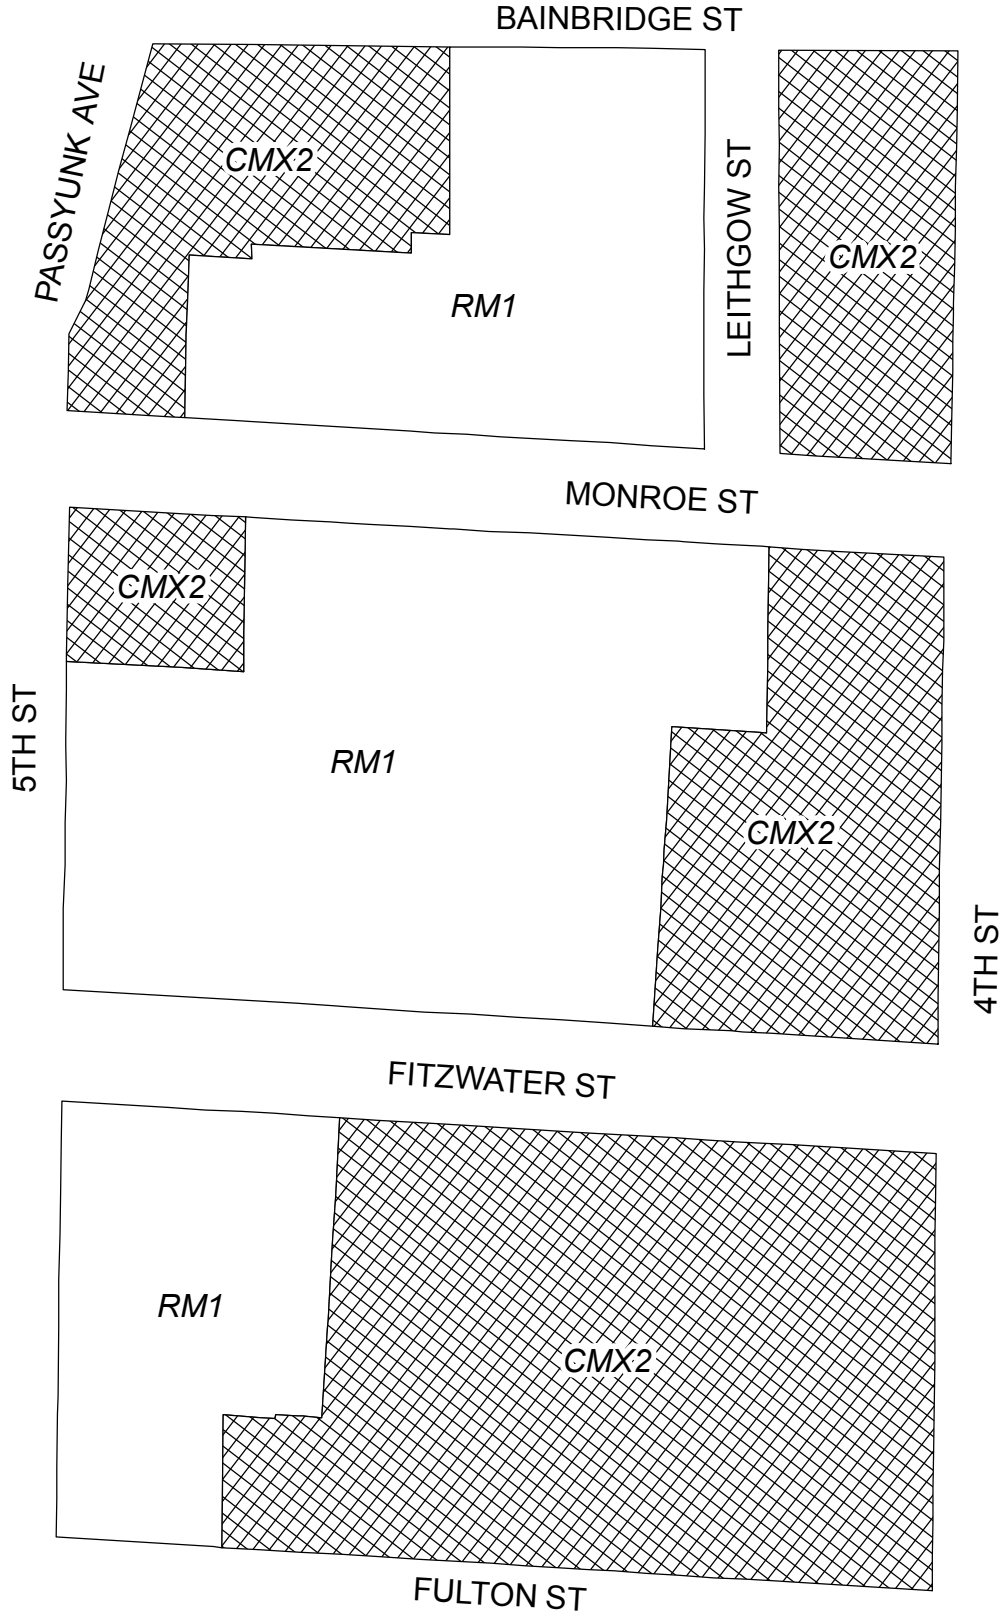 BAINBRIDGE ST
PASSYUNK AVE
CMX2
LEITHGOW ST
CMX2
RM1
MONROE ST
CMX2
5TH ST
RM1
CMX2
4TH ST
FITZWATER ST
RM1
CMX2
FULTON ST